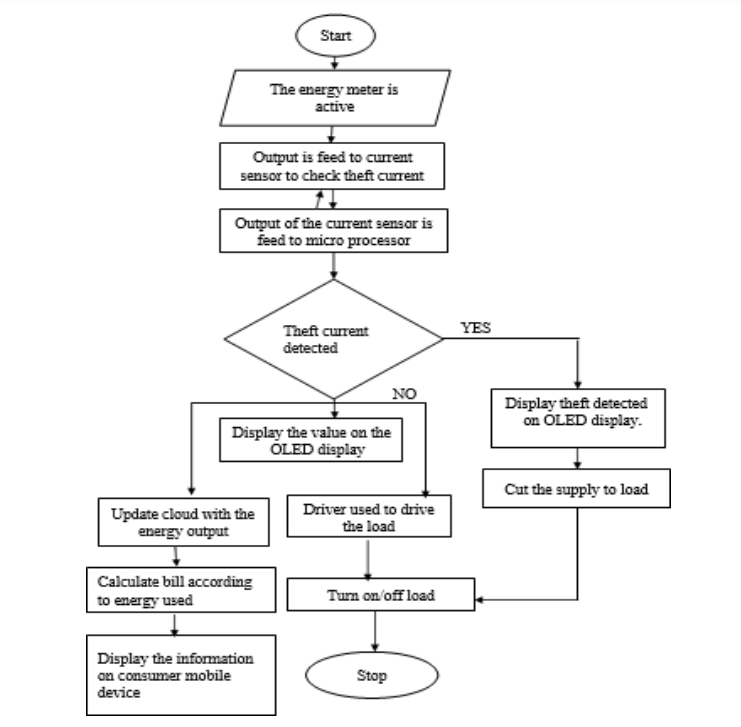 Start
The energy meter is
active
Output is feed to current
sensor to check theft current
Output of the current sensor is
feed to micro processor
Theft current
detected
YES
NO
Display the value on the
OLED display
Display theft detected
on OLED display.
Cut the supply to load
Update cloud with the
energy output
Driver used to drive
the load
Calculate bill according
to energy used
Turn on/off load
Display the information
on consumer mobile
device
Stop